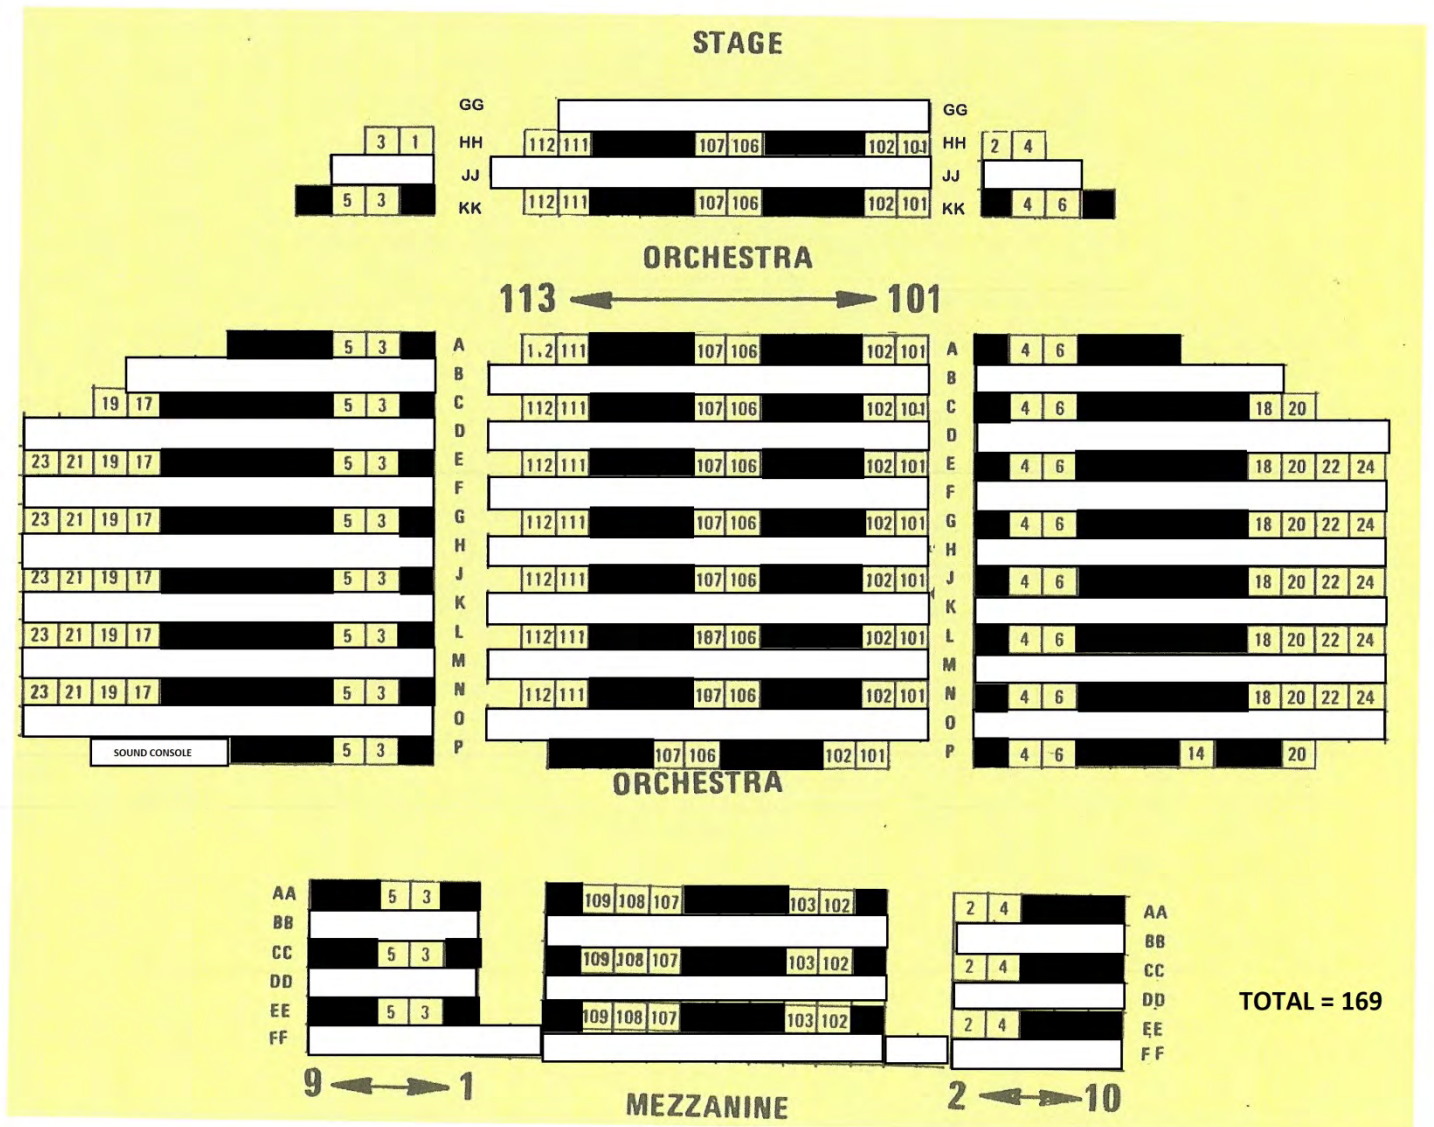 STAGE
GG GG
3 1 HH 112 111 107 106 102 101 HH 2 4
JJ JJ
5 3 KK 112 111 107 106 102 101 KK 4 6
ORCHESTRA
113 101
5 3 A 112 111 107 106 102 101 A 4 6
B B
19 17 5 3 C 112 111 107 106 102 101 C 4 6 18 20
D D
23 21 19 17 5 3 E 112 111 107 106 102 101 E 4 6 18 20 22 24
F F
23 21 19 17 5 3 G 112 111 107 106 102 101 G 4 6 18 20 22 24
H H
23 21 19 17 5 3 J 112 111 107 106 102 101 J 4 6 18 20 22 24
K K
23 21 19 17 5 3 L 112 111 107 106 102 101 L 4 6 18 20 22 24
M M
23 21 19 17 5 3 N 112 111 107 106 102 101 N 4 6 18 20 22 24
O O
SOUND CONSOLE 5 3 P 107 106 102 101 P 4 6 14 20
ORCHESTRA
AA 5 3 109 108 107 103 102 2 4 AA
BB BB
CC 5 3 109 108 107 103 102 2 4 CC
DD DD
EE 5 3 109 108 107 103 102 2 4 EE
FF FF
TOTAL = 169
9 1 2 10
MEZZANINE